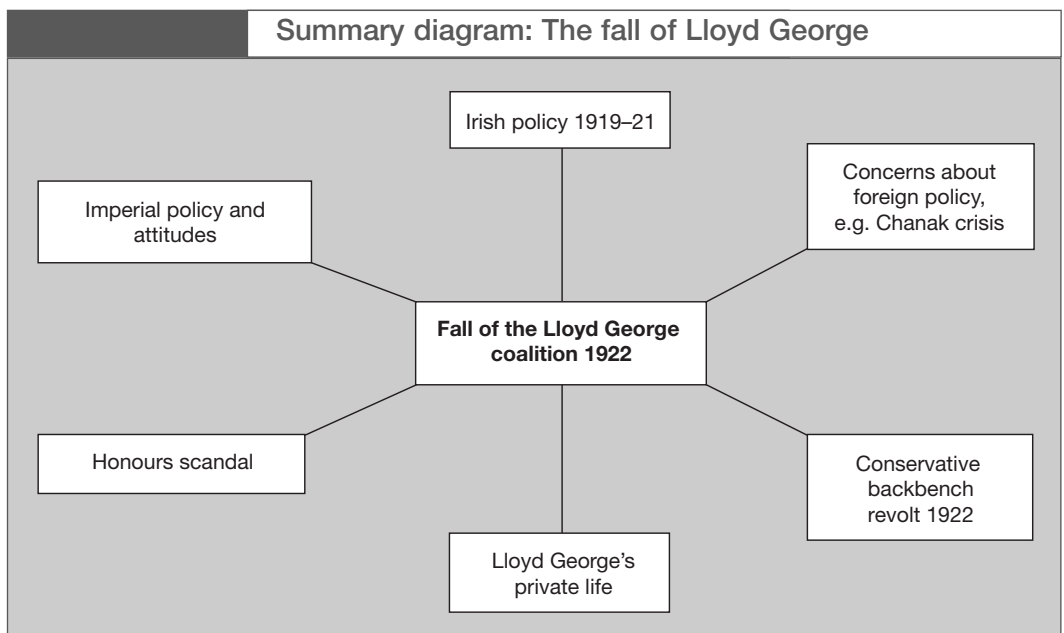 Summary diagram: The fall of Lloyd George
Irish policy 1919–21
Concerns about
foreign policy,
e.g. Chanak crisis
Imperial policy and
attitudes
Fall of the Lloyd George
coalition 1922
Honours scandal
Conservative
backbench
revolt 1922
Lloyd George's
private life